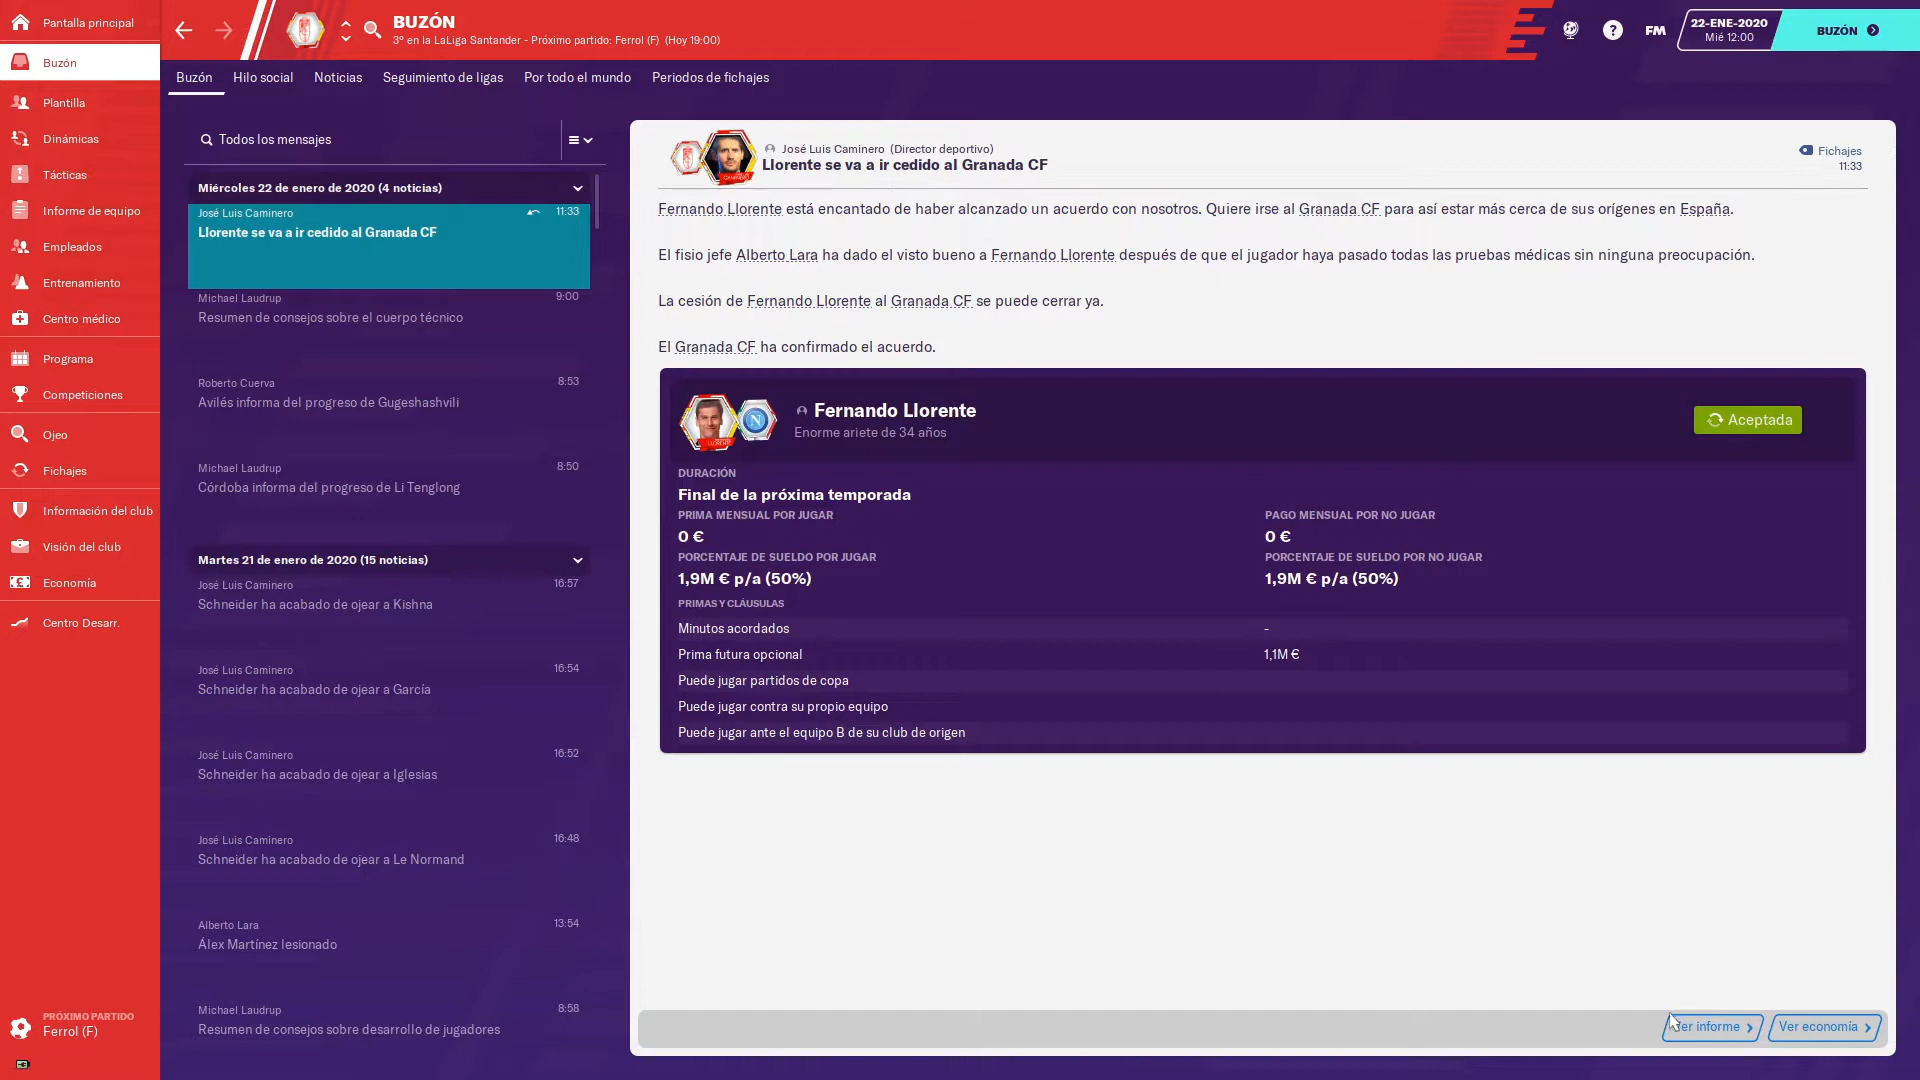 Pantalla principal
Buzón
Plantilla
Dinámicas
Tácticas
Informe de equipo
Empleados
Entrenamiento
Centro médico
Programa
Competiciones
Ojeo
Fichajes
Información del club
Visión del club
Economía
Centro Desarr.
PRÓXIMO PARTIDO
Ferrol (F)
BUZÓN
3º en la LaLiga Santander - Próximo partido: Ferrol (F) (Hoy 19:00)
FM
22-ENE-2020
Mié 12:00
BUZÓN
Buzón
Hilo social
Noticias
Seguimiento de ligas
Por todo el mundo
Periodos de fichajes
Todos los mensajes
Miércoles 22 de enero de 2020 (4 noticias)
José Luis Caminero 11:33
Llorente se va a ir cedido al Granada CF
Michael Laudrup 9:00
Resumen de consejos sobre el cuerpo técnico
Roberto Cuerva 8:53
Avilés informa del progreso de Gugeshashvili
Michael Laudrup 8:50
Córdoba informa del progreso de Li Tenglong
Martes 21 de enero de 2020 (15 noticias)
José Luis Caminero 16:57
Schneider ha acabado de ojear a Kishna
José Luis Caminero 16:54
Schneider ha acabado de ojear a García
José Luis Caminero 16:52
Schneider ha acabado de ojear a Iglesias
José Luis Caminero 16:48
Schneider ha acabado de ojear a Le Normand
Alberto Lara 13:54
Álex Martínez lesionado
Michael Laudrup 8:58
Resumen de consejos sobre desarrollo de jugadores
José Luis Caminero (Director deportivo)
Llorente se va a ir cedido al Granada CF
Fichajes
11:33
Fernando Llorente está encantado de haber alcanzado un acuerdo con nosotros. Quiere irse al Granada CF para así estar más cerca de sus orígenes en España.
El fisio jefe Alberto Lara ha dado el visto bueno a Fernando Llorente después de que el jugador haya pasado todas las pruebas médicas sin ninguna preocupación.
La cesión de Fernando Llorente al Granada CF se puede cerrar ya.
El Granada CF ha confirmado el acuerdo.
Fernando Llorente
Enorme ariete de 34 años
Aceptada
DURACIÓN
Final de la próxima temporada
PRIMA MENSUAL POR JUGAR PAGO MENSUAL POR NO JUGAR
0 € 0 €
PORCENTAJE DE SUELDO POR JUGAR PORCENTAJE DE SUELDO POR NO JUGAR
1,9M € p/a (50%) 1,9M € p/a (50%)
PRIMAS Y CLÁUSULAS
Minutos acordados -
Prima futura opcional 1,1M €
Puede jugar partidos de copa
Puede jugar contra su propio equipo
Puede jugar ante el equipo B de su club de origen
informe
Ver economía